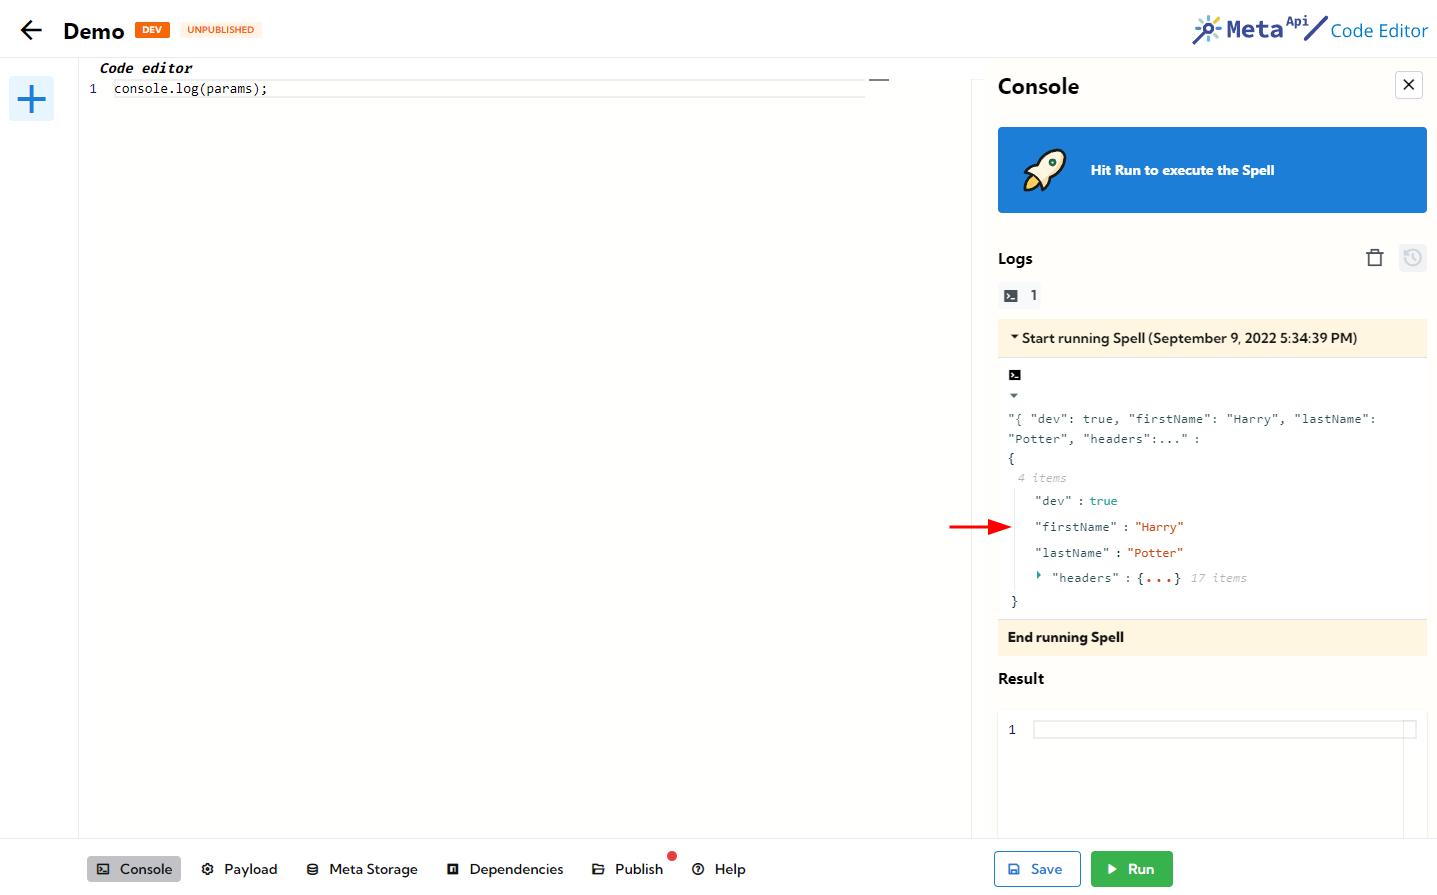 Demo DEV UNPUBLISHED
Meta Api / Code Editor
Code editor
1 console.log(params);
Console
Hit Run to execute the Spell
Logs
1
Start running Spell (September 9, 2022 5:34:39 PM)
"{ "dev": true, "firstName": "Harry", "lastName":
"Potter", "headers":..." :
{
4 items
"dev" : true
"firstName" : "Harry"
"lastName" : "Potter"
"headers" : {...} 17 items
}
End running Spell
Result
1
Console Payload Meta Storage Dependencies Publish Help Save Run